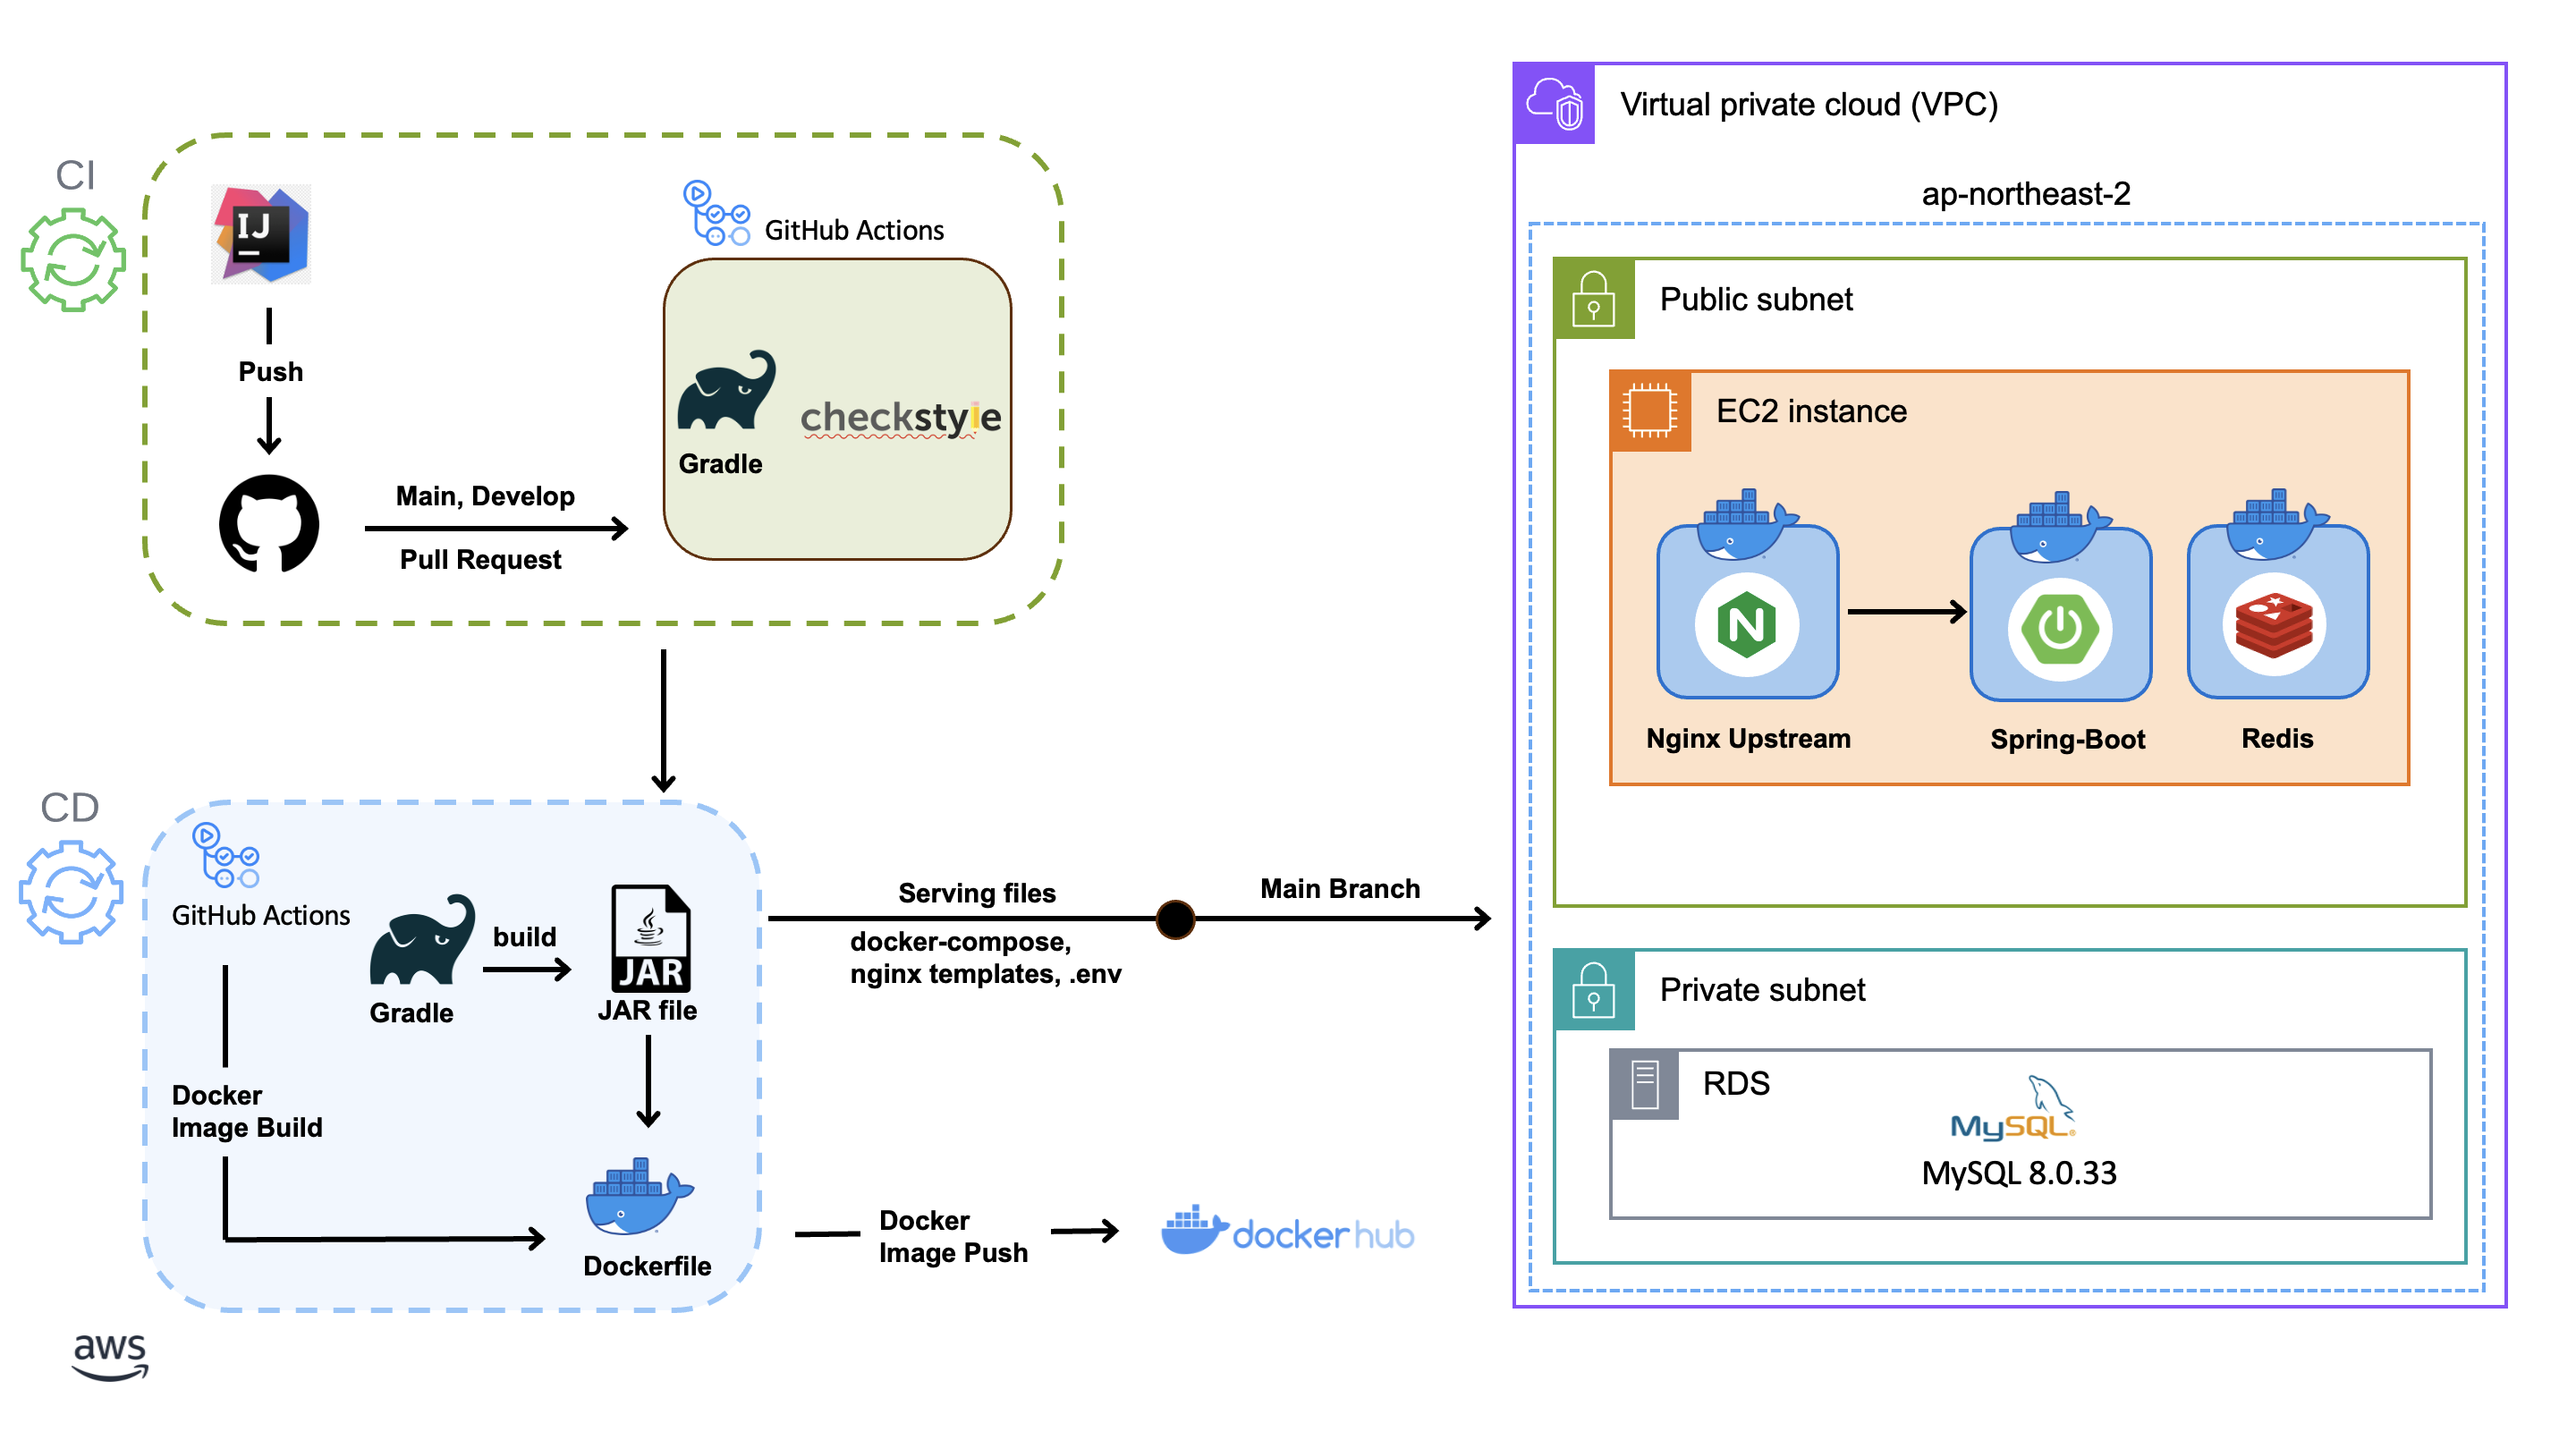 CI
IJ
Push
Main, Develop
Pull Request
GitHub Actions
Gradle
checkstyle
CD
GitHub Actions
Gradle
build
JAR
JAR file
Docker
Image Build
Dockerfile
Serving files
docker-compose,
nginx templates, .env
Main Branch
Docker
Image Push
docker hub
aws
Virtual private cloud (VPC)
ap-northeast-2
Public subnet
EC2 instance
N
Nginx Upstream
Spring-Boot
Redis
Private subnet
RDS
MySQL®
MySQL 8.0.33